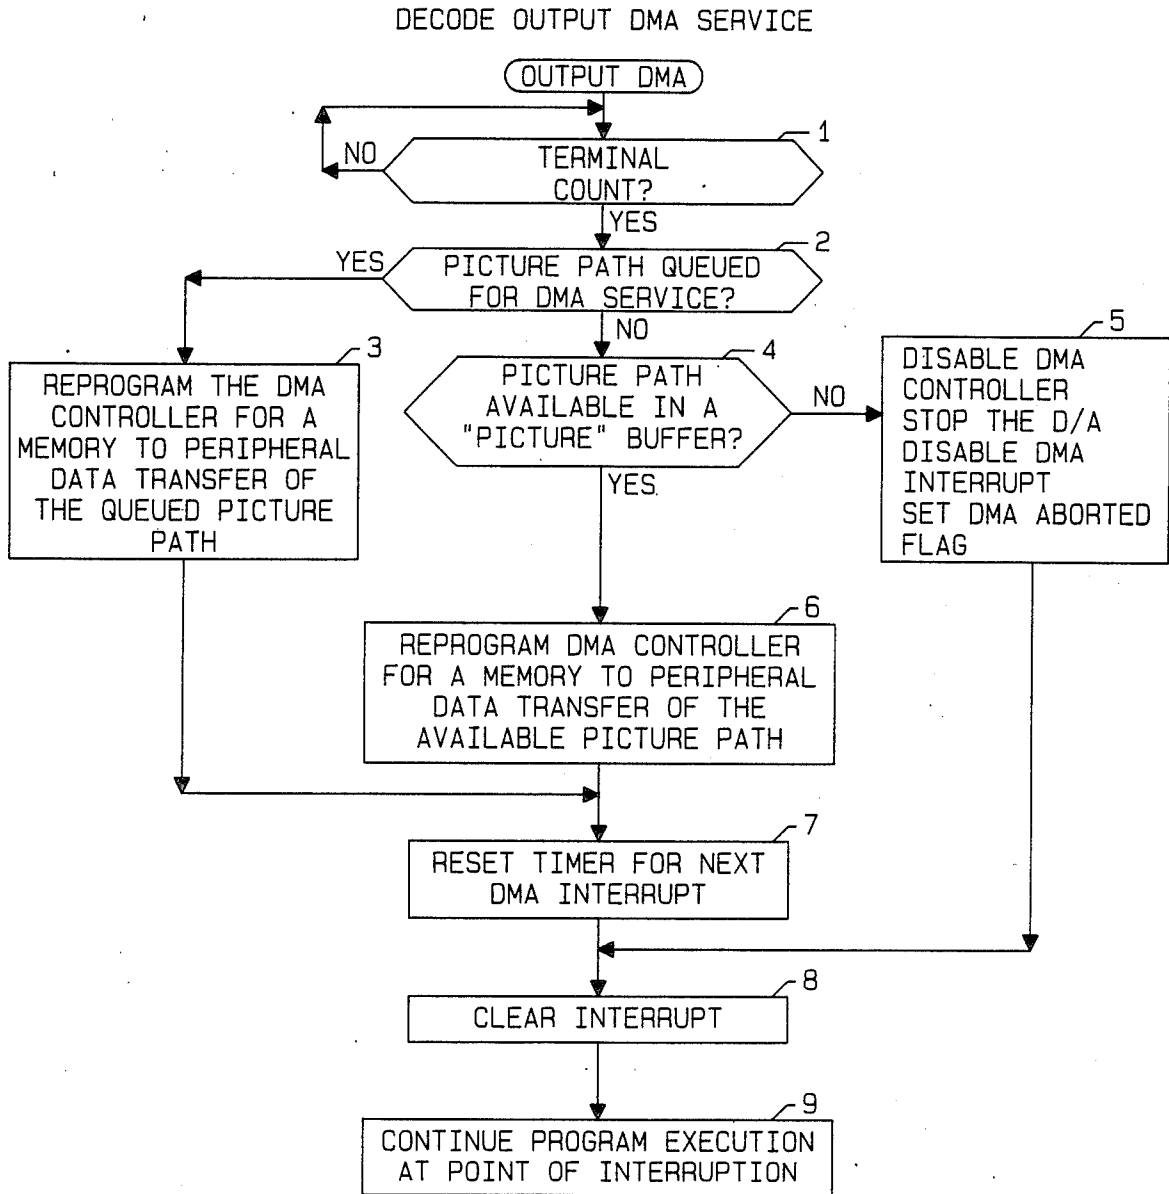 DECODE OUTPUT DMA SERVICE
OUTPUT DMA
1
NO
TERMINAL
COUNT?
YES
2
YES
PICTURE PATH QUEUED
FOR DMA SERVICE?
NO
3
REPROGRAM THE DMA
CONTROLLER FOR A
MEMORY TO PERIPHERAL
DATA TRANSFER OF
THE QUEUED PICTURE
PATH
4
PICTURE PATH
AVAILABLE IN A
"PICTURE" BUFFER?
NO
YES
5
DISABLE DMA
CONTROLLER
STOP THE D/A
DISABLE DMA
INTERRUPT
SET DMA ABORTED
FLAG
6
REPROGRAM DMA CONTROLLER
FOR A MEMORY TO PERIPHERAL
DATA TRANSFER OF THE
AVAILABLE PICTURE PATH
7
RESET TIMER FOR NEXT
DMA INTERRUPT
8
CLEAR INTERRUPT
9
CONTINUE PROGRAM EXECUTION
AT POINT OF INTERRUPTION